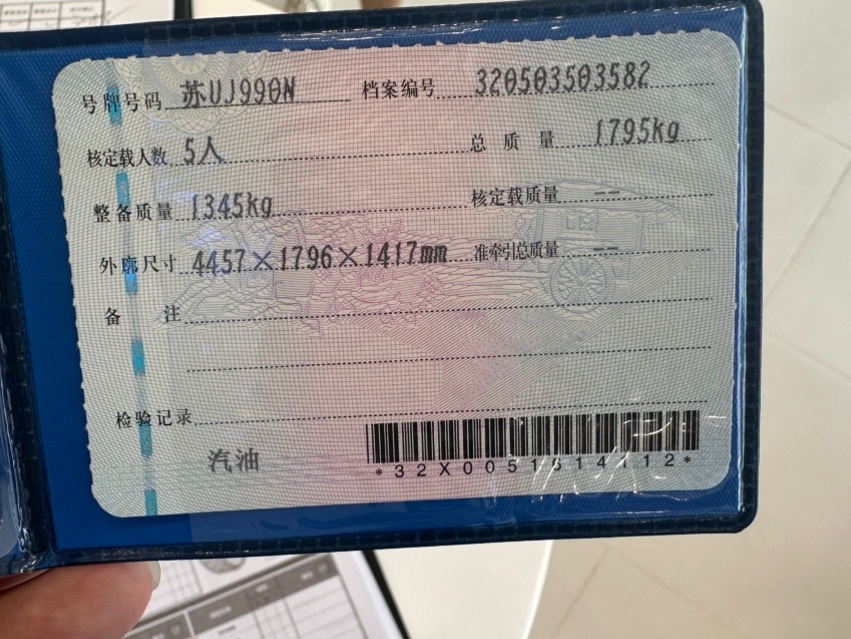 号牌号码 苏UJ990N 档案编号 320503503582
核定载人数 5人 总质量 1795kg
整备质量 1345kg 核定载质量 --
外廓尺寸 4457×1796×1417mm 准牵引总质量 --
备注
检验记录
汽油
*32X0051614112*